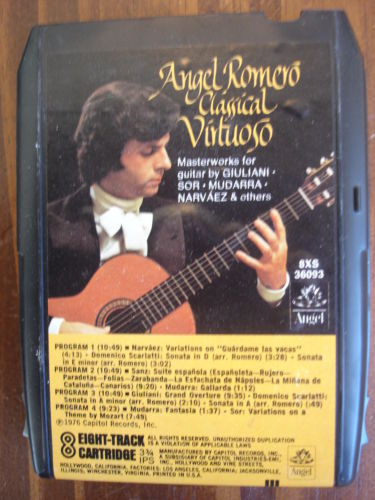 Angel Romero
Classical
Virtuoso
Masterworks for
guitar by GIULIANI •
SOR • MUDARRA •
NARVÁEZ & others
8XS
36093
Angel
PROGRAM 1 (10:49) ■ Narváez: Variations on "Guárdame las vacas"
(4:13) - Domenico Scarlatti: Sonata in D (arr. Romero) (3:28) - Sonata
in E minor (arr. Romero) (3:02)
PROGRAM 2 (10:49) ■ Sanz: Suite española (Españoleta—Rujero—
Paradetas—Folias—Zarabanda—La Esfachata de Nápoles—La Miñana de
Cataluña—Canarios) (9:20) - Mudarra: Gallarda (1:12)
PROGRAM 3 (10:49) ■ Giuliani: Grand Overture (6:35) - Domenico Scarlatti:
Sonata in A minor (arr. Romero) (2:10) - Sonata in A (arr. Romero) (2:49)
PROGRAM 4 (9:23) ■ Mudarra: Fantasia (1:37) - Sor: Variations on a
Theme by Mozart (7:49)
℗1976 Capitol Records, Inc.
8 EIGHT-TRACK CARTRIDGE 3¾ IPS
ALL RIGHTS RESERVED. UNAUTHORIZED DUPLICATION
IS A VIOLATION OF APPLICABLE LAWS.
MANUFACTURED BY CAPITOL RECORDS, INC.,
A SUBSIDIARY OF CAPITOL INDUSTRIES-EMI,
INC., HOLLYWOOD AND VINE STREETS,
HOLLYWOOD, CALIFORNIA. FACTORIES: LOS ANGELES, CALIFORNIA; JACKSONVILLE,
ILLINOIS; WINCHESTER, VIRGINIA. PRINTED IN U.S.A.
Angel